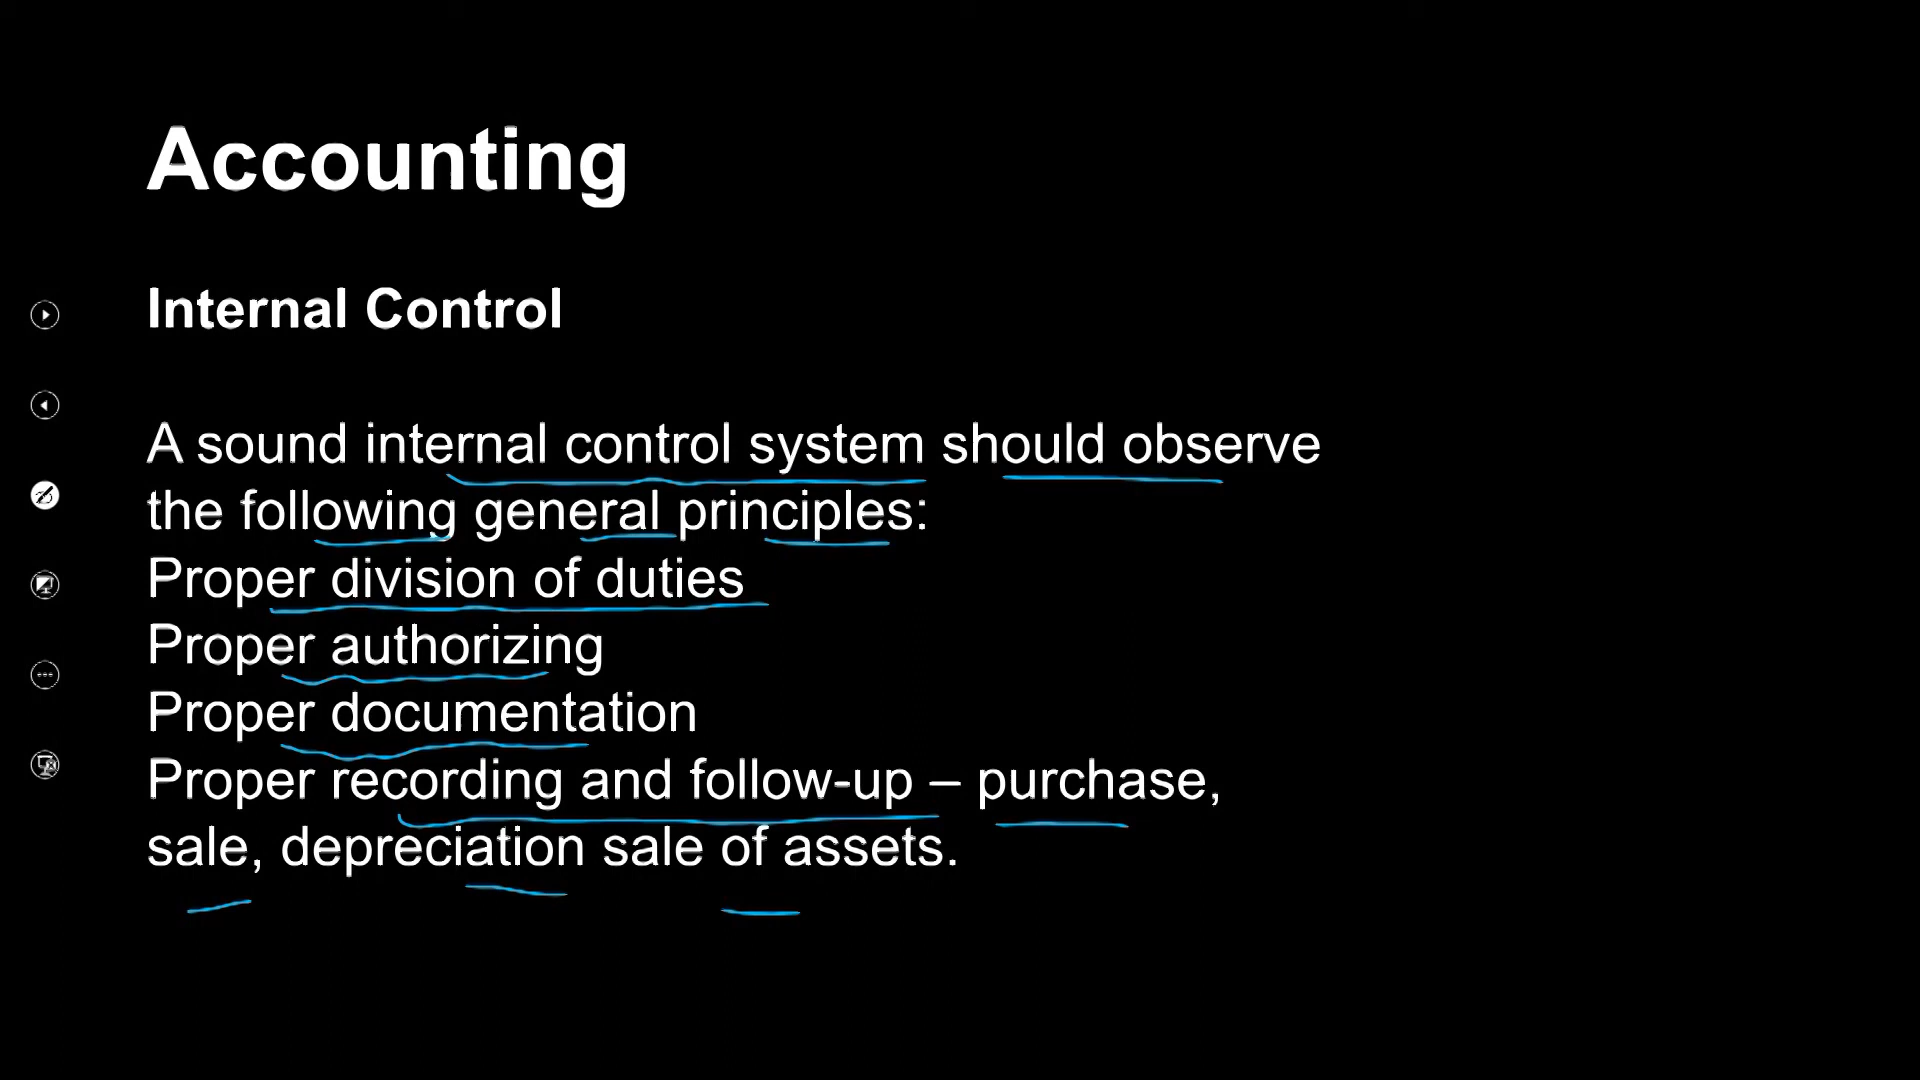 Accounting
Internal Control
A sound internal control system should observe
the following general principles:
Proper division of duties
Proper authorizing
Proper documentation
Proper recording and follow-up – purchase,
sale, depreciation sale of assets.